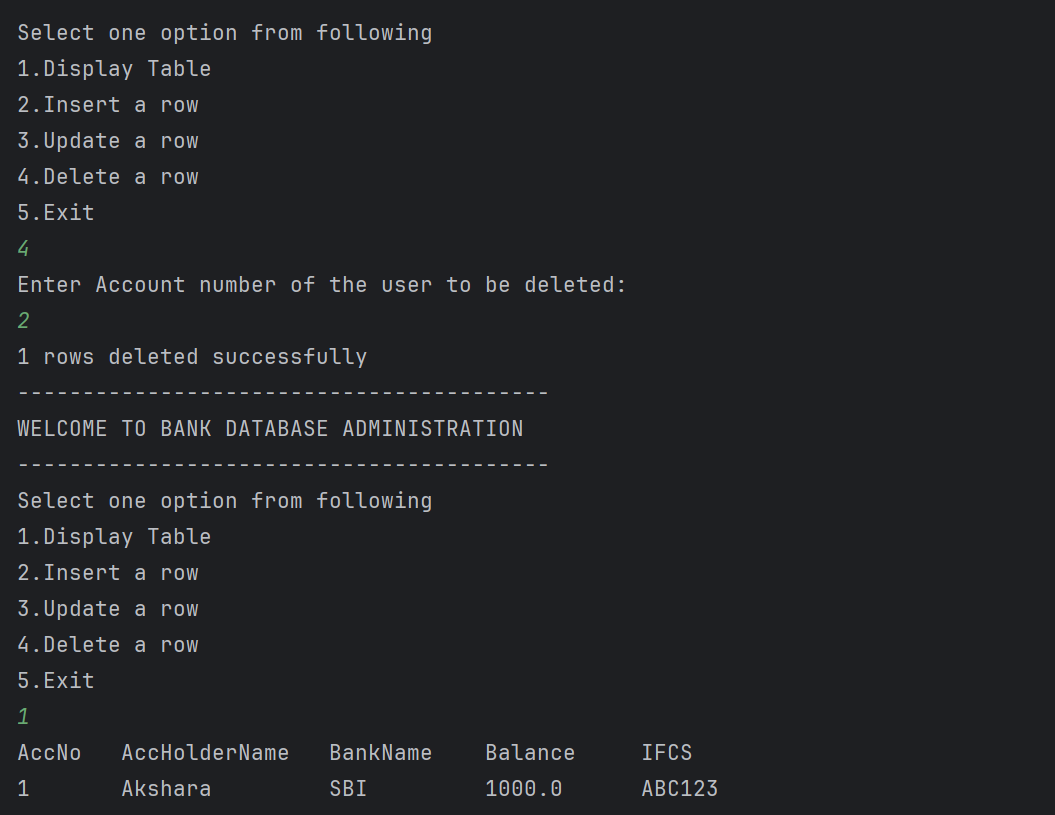 Select one option from following
1.Display Table
2.Insert a row
3.Update a row
4.Delete a row
5.Exit
4
Enter Account number of the user to be deleted:
2
1 rows deleted successfully
-----------------------------------------
WELCOME TO BANK DATABASE ADMINISTRATION
-----------------------------------------
Select one option from following
1.Display Table
2.Insert a row
3.Update a row
4.Delete a row
5.Exit
1
AccNo   AccHolderName   BankName    Balance     IFCS
1       Akshara         SBI         1000.0      ABC123